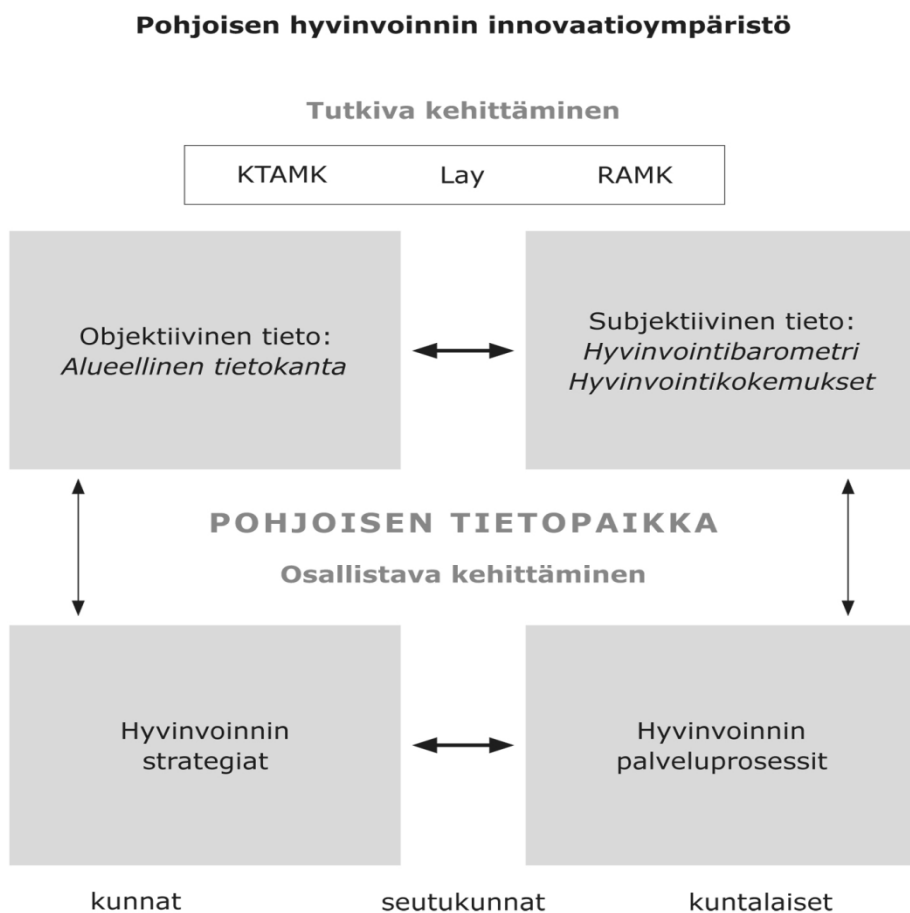 Pohjoisen hyvinvoinnin innovaatioympäristö
Tutkiva kehittäminen
KTAMK Lay RAMK
Objektiivinen tieto:
Alueellinen tietokanta
Subjektiivinen tieto:
Hyvinvointibarometri
Hyvinvointikokemukset
POHJOISEN TIETOPAIKKA
Osallistava kehittäminen
Hyvinvoinnin
strategiat
Hyvinvoinnin
palveluprosessit
kunnat seutukunnat kuntalaiset